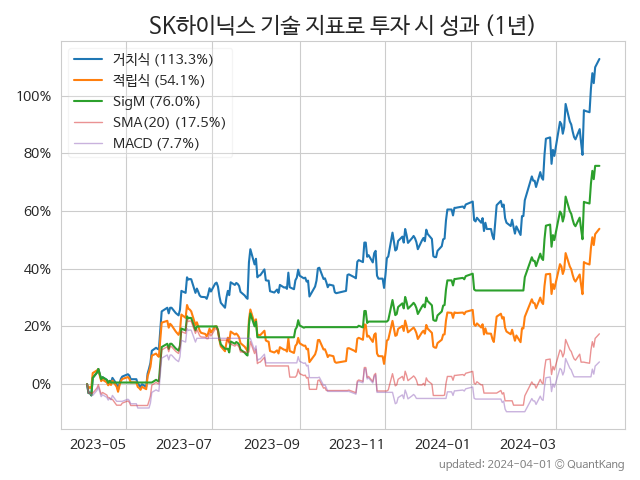 SK하이닉스 기술 지표로 투자 시 성과 (1년)
거치식 (113.3%)
적립식 (54.1%)
SigM (76.0%)
SMA(20) (17.5%)
MACD (7.7%)
100%
80%
60%
40%
20%
0%
2023-05 2023-07 2023-09 2023-11 2024-01 2024-03
updated: 2024-04-01 © QuantKang